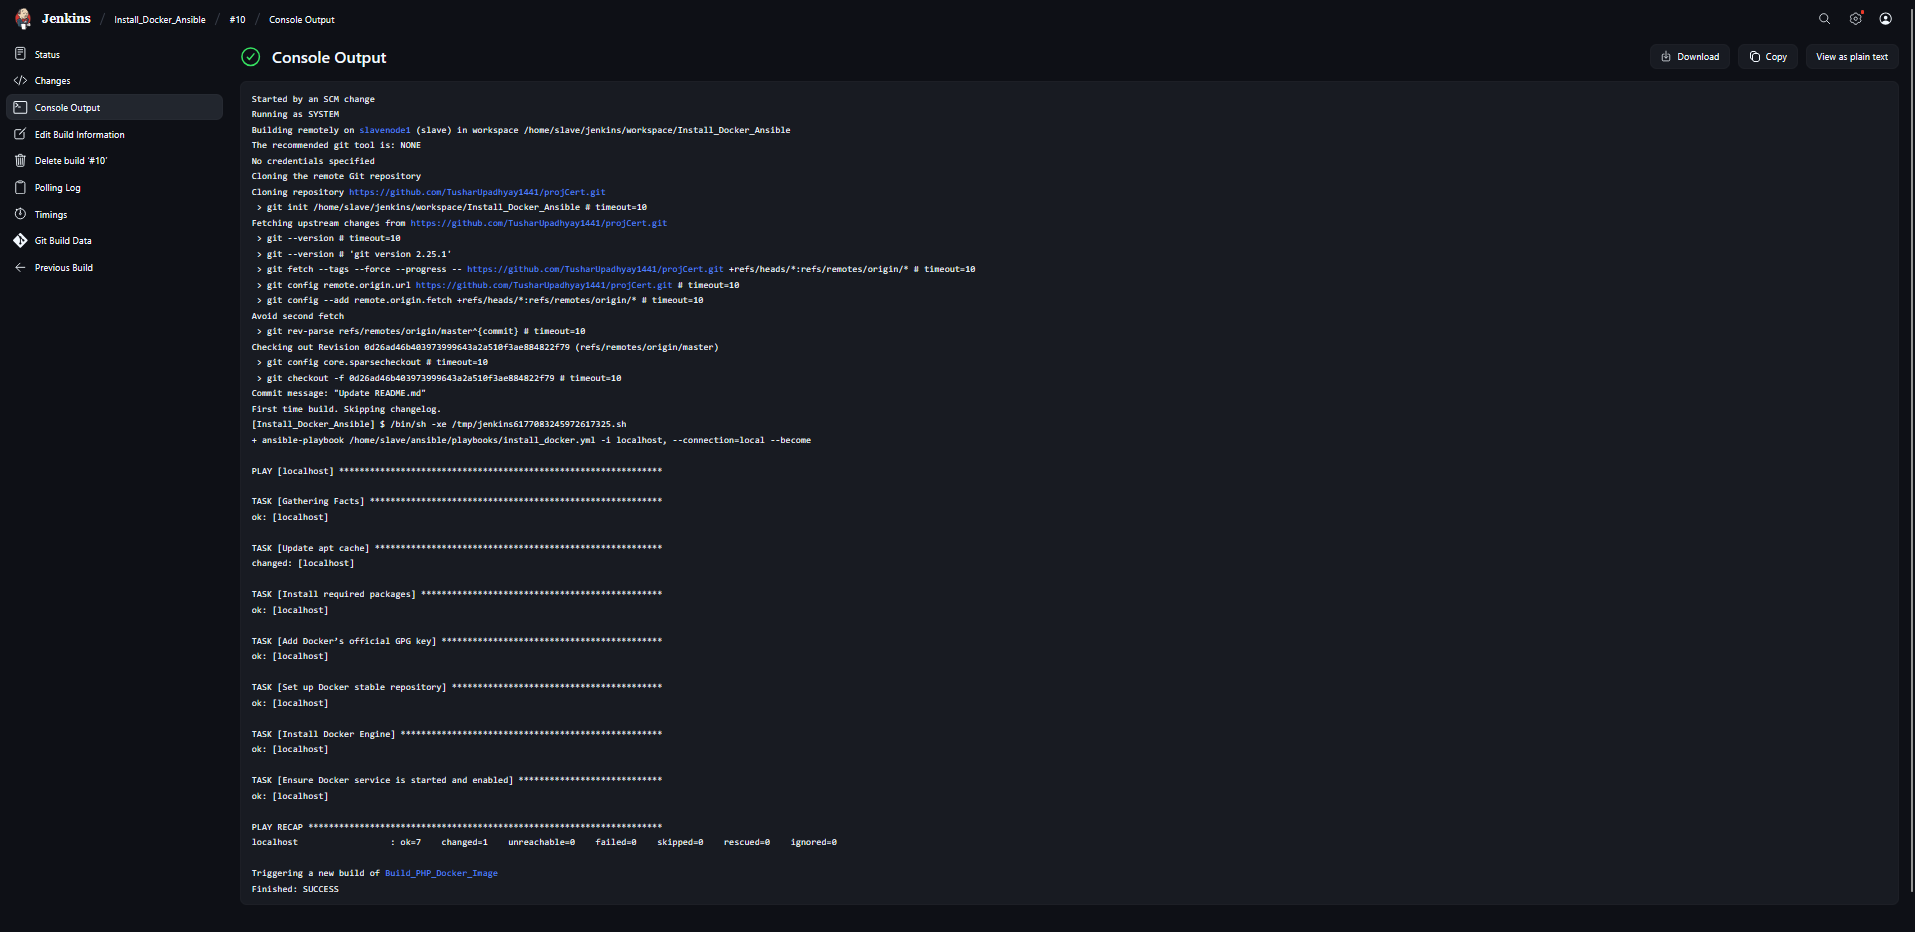 Jenkins / Install_Docker_Ansible / #10 / Console Output
Status
Changes
Console Output
Edit Build Information
Delete build '#10'
Polling Log
Timings
Git Build Data
Previous Build
Console Output
Download
Copy
View as plain text
Started by an SCM change
Running as SYSTEM
Building remotely on slavenode1 (slave) in workspace /home/slave/jenkins/workspace/Install_Docker_Ansible
The recommended git tool is: NONE
No credentials specified
Cloning the remote Git repository
Cloning repository https://github.com/TusharUpadhyay1441/projCert.git
> git init /home/slave/jenkins/workspace/Install_Docker_Ansible # timeout=10
Fetching upstream changes from https://github.com/TusharUpadhyay1441/projCert.git
> git --version # timeout=10
> git --version # 'git version 2.25.1'
> git fetch --tags --force --progress -- https://github.com/TusharUpadhyay1441/projCert.git +refs/heads/*:refs/remotes/origin/* # timeout=10
> git config remote.origin.url https://github.com/TusharUpadhyay1441/projCert.git # timeout=10
> git config --add remote.origin.fetch +refs/heads/*:refs/remotes/origin/* # timeout=10
Avoid second fetch
> git rev-parse refs/remotes/origin/master^{commit} # timeout=10
Checking out Revision 0d26ad46b403973999643a2a510f3ae884822f79 (refs/remotes/origin/master)
> git config core.sparsecheckout # timeout=10
> git checkout -f 0d26ad46b403973999643a2a510f3ae884822f79 # timeout=10
Commit message: "Update README.md"
First time build. Skipping changelog.
[Install_Docker_Ansible] $ /bin/sh -xe /tmp/jenkins6177083245972617325.sh
+ ansible-playbook /home/slave/ansible/playbooks/install_docker.yml -i localhost, --connection=local --become
PLAY [localhost] ***************************************************************
TASK [Gathering Facts] *********************************************************
ok: [localhost]
TASK [Update apt cache] ********************************************************
changed: [localhost]
TASK [Install required packages] ***********************************************
ok: [localhost]
TASK [Add Docker's official GPG key] *******************************************
ok: [localhost]
TASK [Set up Docker stable repository] *****************************************
ok: [localhost]
TASK [Install Docker Engine] ***************************************************
ok: [localhost]
TASK [Ensure Docker service is started and enabled] ****************************
ok: [localhost]
PLAY RECAP *********************************************************************
localhost : ok=7 changed=1 unreachable=0 failed=0 skipped=0 rescued=0 ignored=0
Triggering a new build of Build_PHP_Docker_Image
Finished: SUCCESS